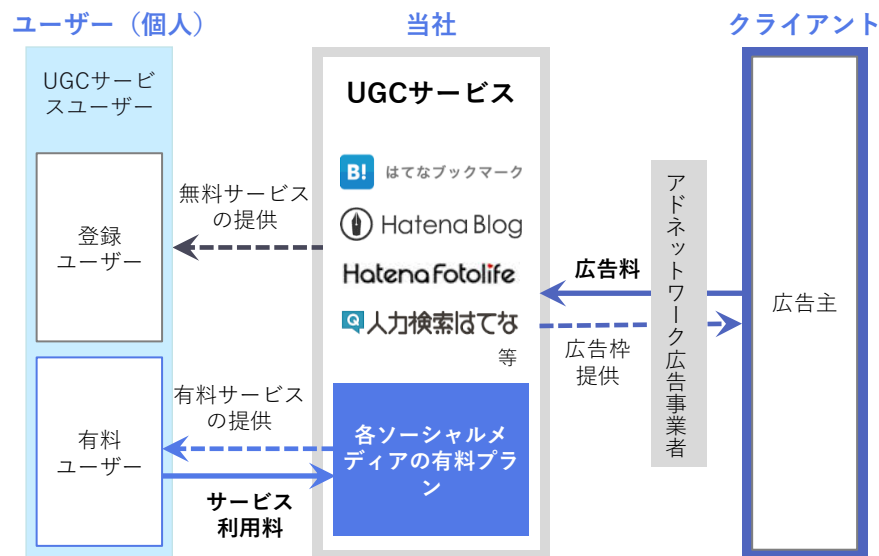 ユーザー（個人）
当社
クライアント
UGCサービ
スユーザー
登録
ユーザー
有料
ユーザー
無料サービス
の提供
有料サービス
の提供
サービス
利用料
UGCサービス
B! はてなブックマーク
Hatena Blog
Hatena Fotolife
Q 人力検索はてな
等
各ソーシャルメ
ディアの有料プラ
ン
広告料
広告枠
提供
アドネットワーク広告事業者
広告主